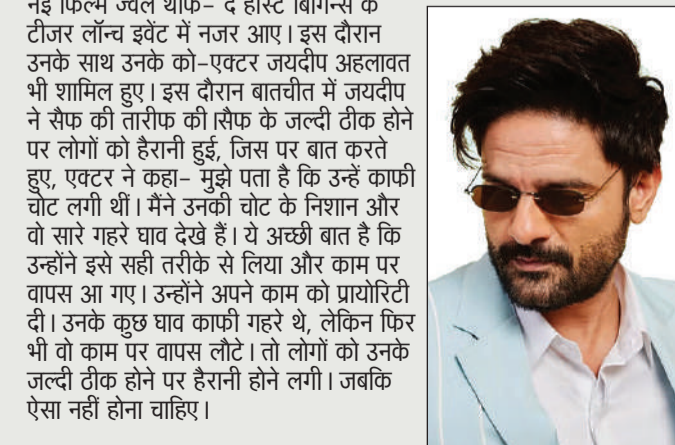 नई फिल्म ज्वेल थीफ- द हीस्ट बिगिन्स के
टीजर लॉन्च इवेंट में नजर आए। इस दौरान
उनके साथ उनके को-एक्टर जयदीप अहलावत
भी शामिल हुए। इस दौरान बातचीत में जयदीप
ने सैफ की तारीफ की।सैफ के जल्दी ठीक होने
पर लोगों को हैरानी हुई, जिस पर बात करते
हुए, एक्टर ने कहा- मुझे पता है कि उन्हें काफी
चोट लगी थीं। मैंने उनकी चोट के निशान और
वो सारे गहरे घाव देखे हैं। ये अच्छी बात है कि
उन्होंने इसे सही तरीके से लिया और काम पर
वापस आ गए। उन्होंने अपने काम को प्रायोरिटी
दी। उनके कुछ घाव काफी गहरे थे, लेकिन फिर
भी वो काम पर वापस लौटे। तो लोगों को उनके
जल्दी ठीक होने पर हैरानी होने लगी। जबकि
ऐसा नहीं होना चाहिए।